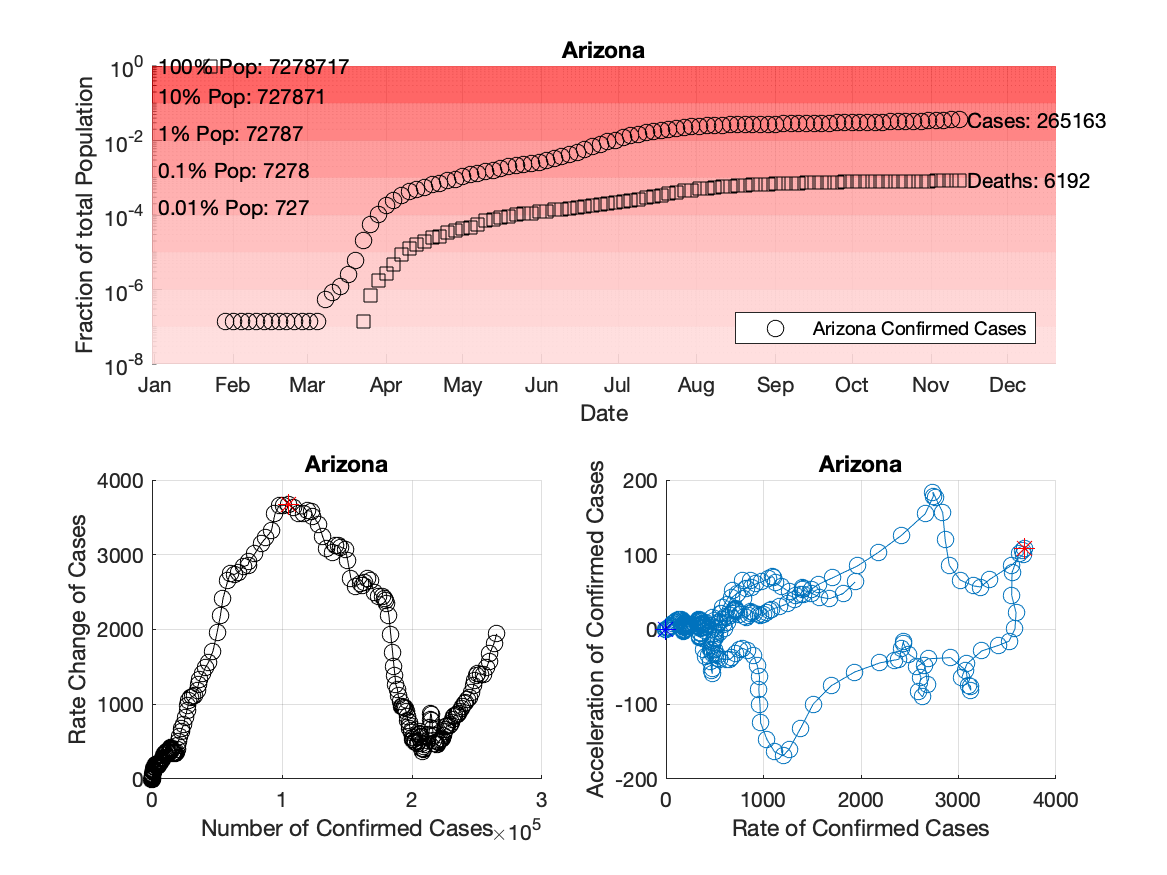 Arizona
10^0
10^-2
10^-4
10^-6
10^-8
Fraction of total Population
100% Pop: 7278717
10% Pop: 727871
1% Pop: 72787
0.1% Pop: 7278
0.01% Pop: 727
Cases: 265163
Deaths: 6192
Arizona Confirmed Cases
Jan Feb Mar Apr May Jun Jul Aug Sep Oct Nov Dec
Date
Arizona
4000
3000
2000
1000
0
Rate Change of Cases
0 1 2 3
Number of Confirmed Cases ×10^5
Arizona
200
100
0
-100
-200
Acceleration of Confirmed Cases
0 1000 2000 3000 4000
Rate of Confirmed Cases